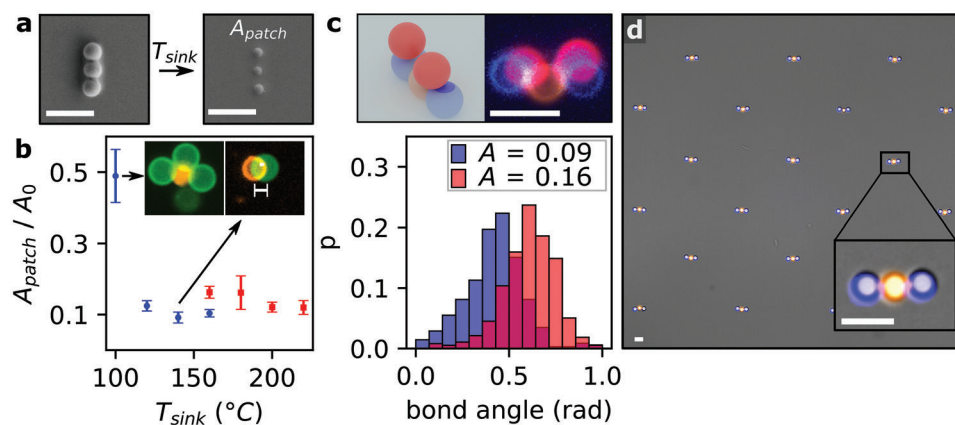 a
T_sink
A_patch
b
0.5
0.3
0.1
A_patch / A_0
100
150
200
T_sink (°C)
c
A = 0.09
A = 0.16
0.3
0.2
0.1
0.0
p
0.0
0.5
1.0
bond angle (rad)
d